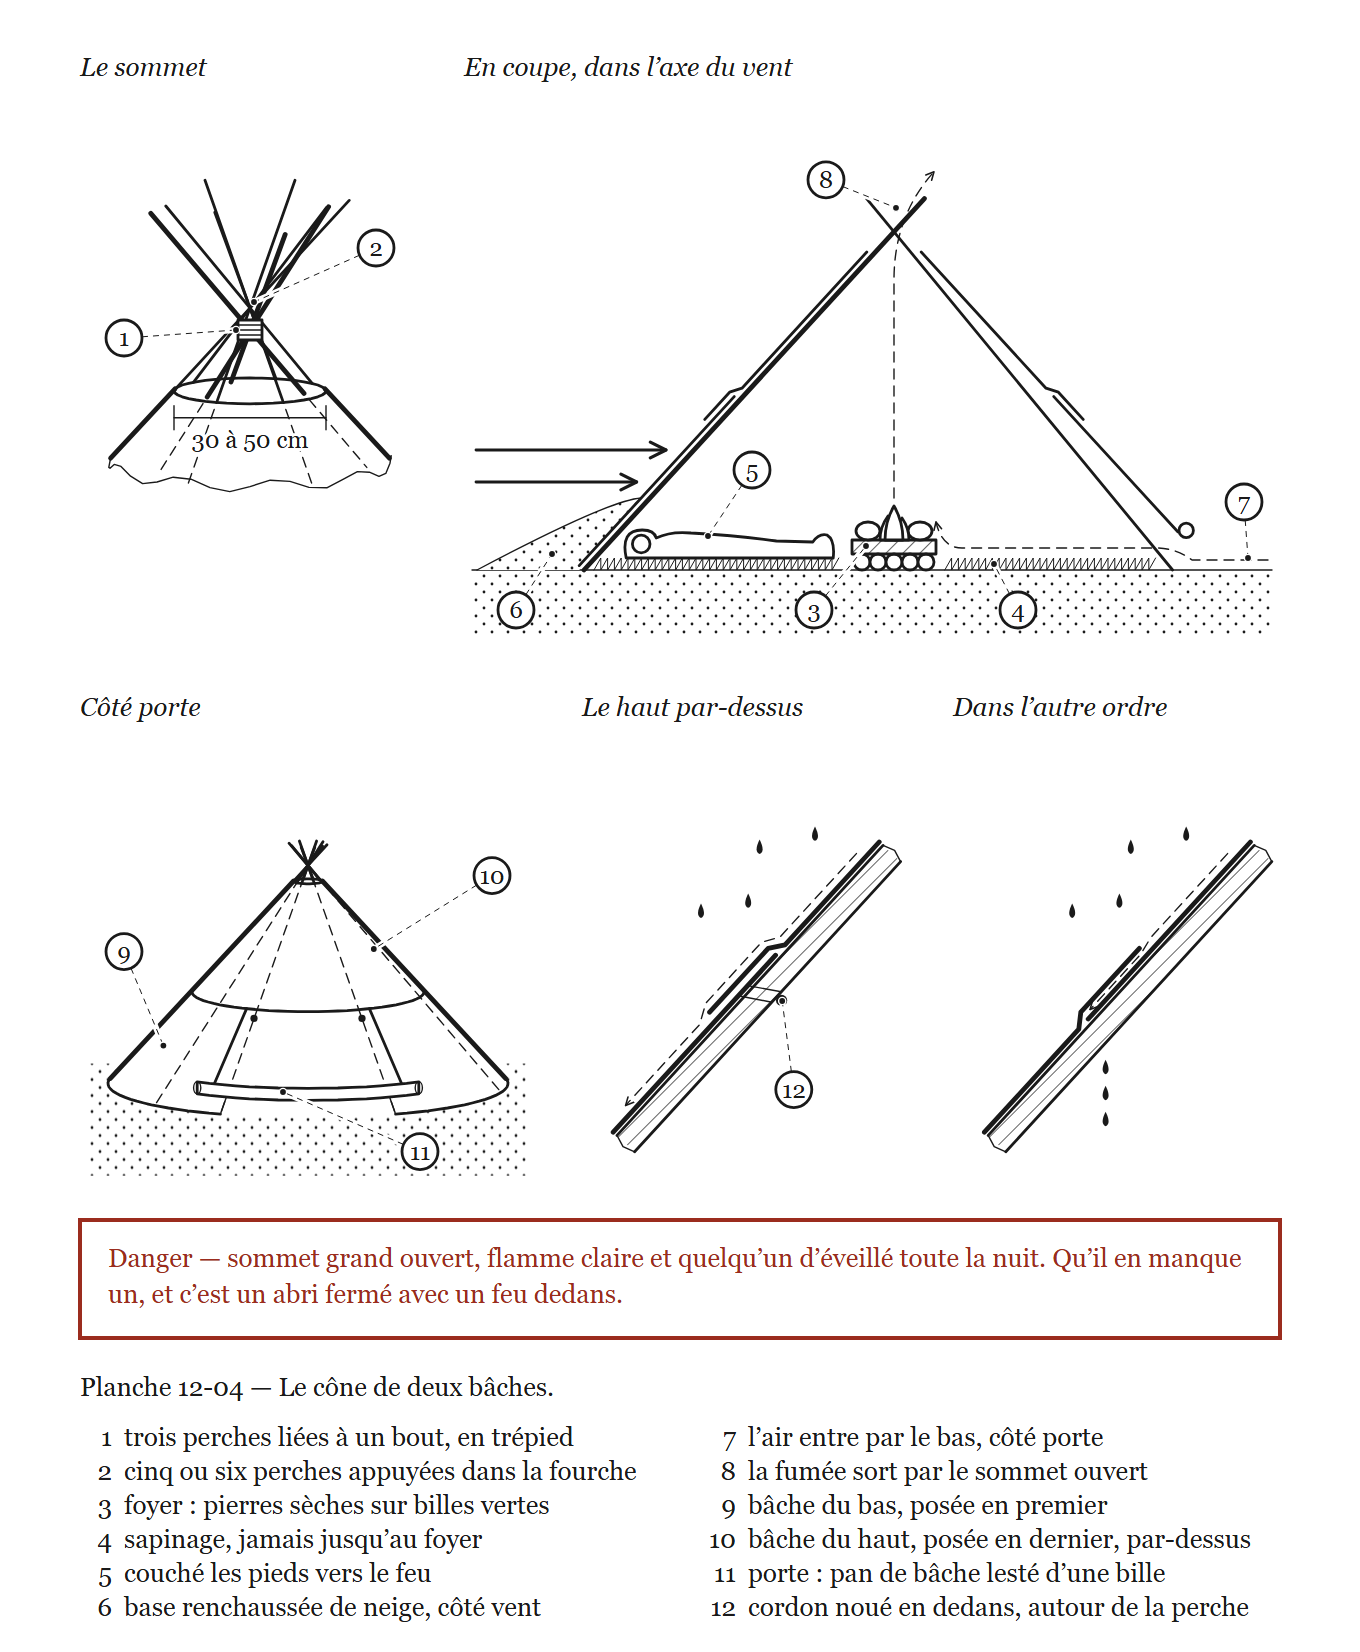 Le sommet
En coupe, dans l’axe du vent
8
2
1
30 à 50 cm
5
7
6
3
4
Côté porte
Le haut par-dessus
Dans l’autre ordre
10
9
12
11
Danger — sommet grand ouvert, flamme claire et quelqu’un d’éveillé toute la nuit. Qu’il en manque
un, et c’est un abri fermé avec un feu dedans.
Planche 12-04 — Le cône de deux bâches.
1 trois perches liées à un bout, en trépied
2 cinq ou six perches appuyées dans la fourche
3 foyer : pierres sèches sur billes vertes
4 sapinage, jamais jusqu’au foyer
5 couché les pieds vers le feu
6 base renchaussée de neige, côté vent
7 l’air entre par le bas, côté porte
8 la fumée sort par le sommet ouvert
9 bâche du bas, posée en premier
10 bâche du haut, posée en dernier, par-dessus
11 porte : pan de bâche lesté d’une bille
12 cordon noué en dedans, autour de la perche